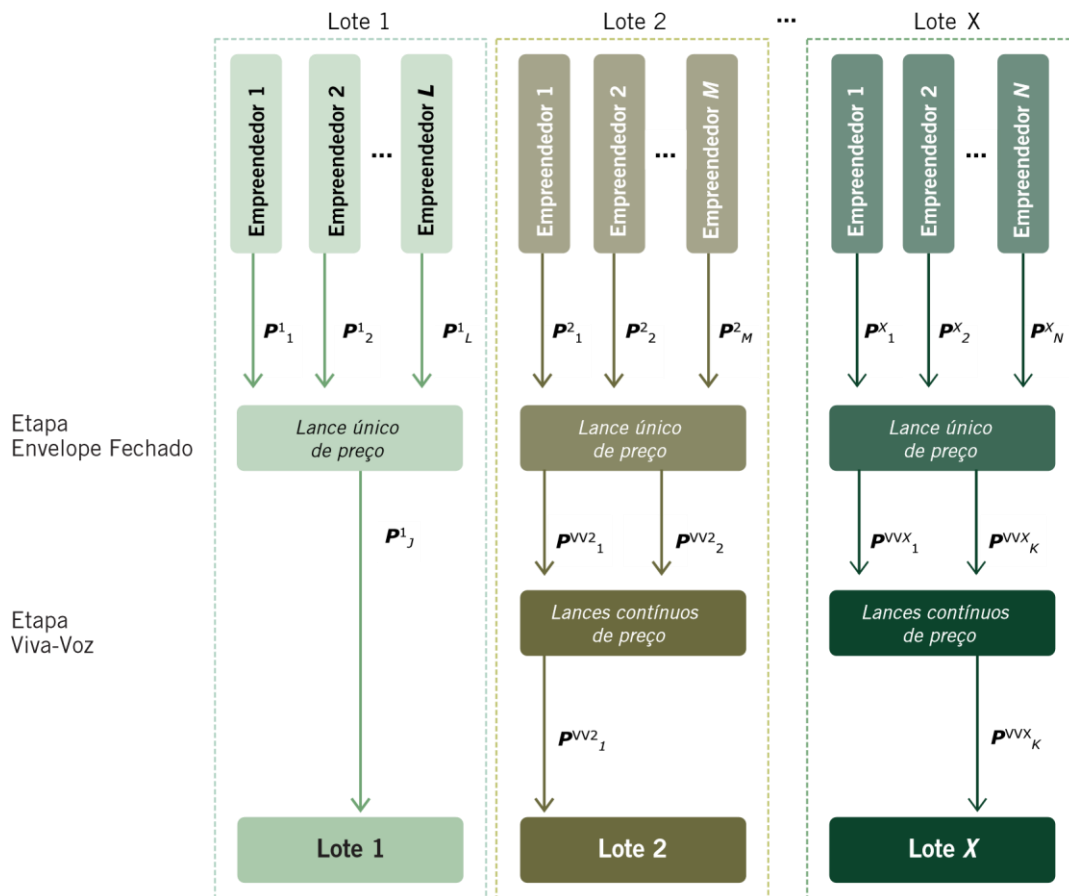 Lote 1
Lote 2
...
Lote X
Empreendedor 1
Empreendedor 2
...
Empreendedor L
Empreendedor 1
Empreendedor 2
...
Empreendedor M
Empreendedor 1
Empreendedor 2
...
Empreendedor N
P¹₁
P¹₂
P¹L
P²₁
P²₂
P²M
Pˣ₁
Pˣ₂
PˣN
Etapa
Envelope Fechado
Lance único
de preço
Lance único
de preço
Lance único
de preço
P¹J
PVV2₁
PVV2₂
PVVX₁
PVVXK
Etapa
Viva-Voz
Lances contínuos
de preço
Lances contínuos
de preço
PVV2₁
PVVXK
Lote 1
Lote 2
Lote X